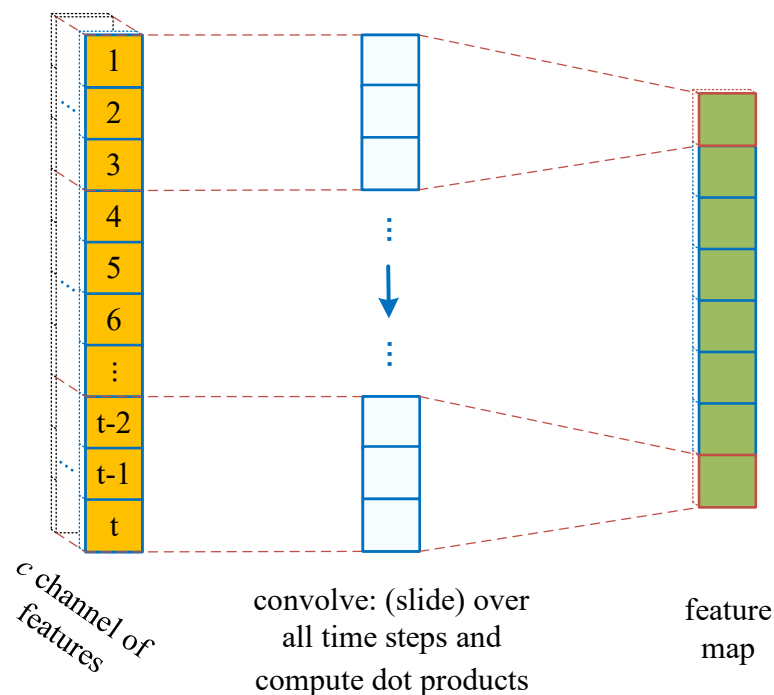 1
2
3
4
5
6
⋮
t-2
t-1
t
c channel of
features
convolve: (slide) over
all time steps and
compute dot products
feature
map